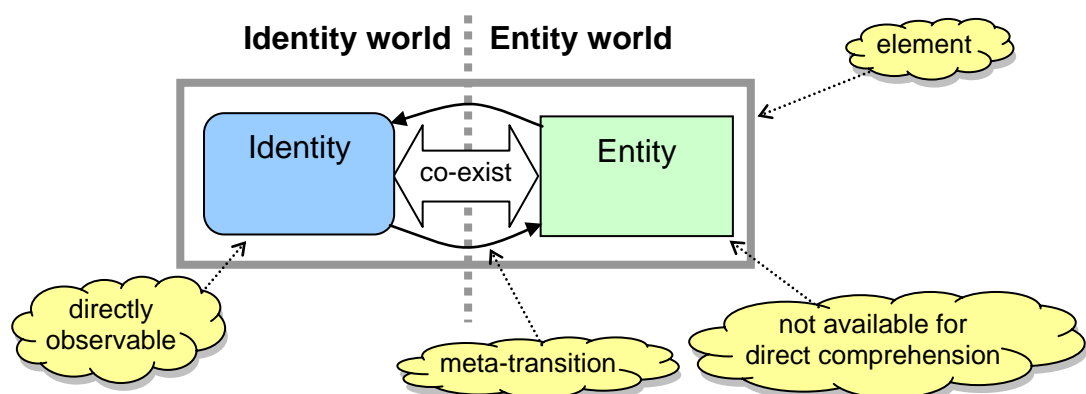 Identity world
Entity world
element
Identity
Entity
co-exist
directly
observable
meta-transition
not available for
direct comprehension